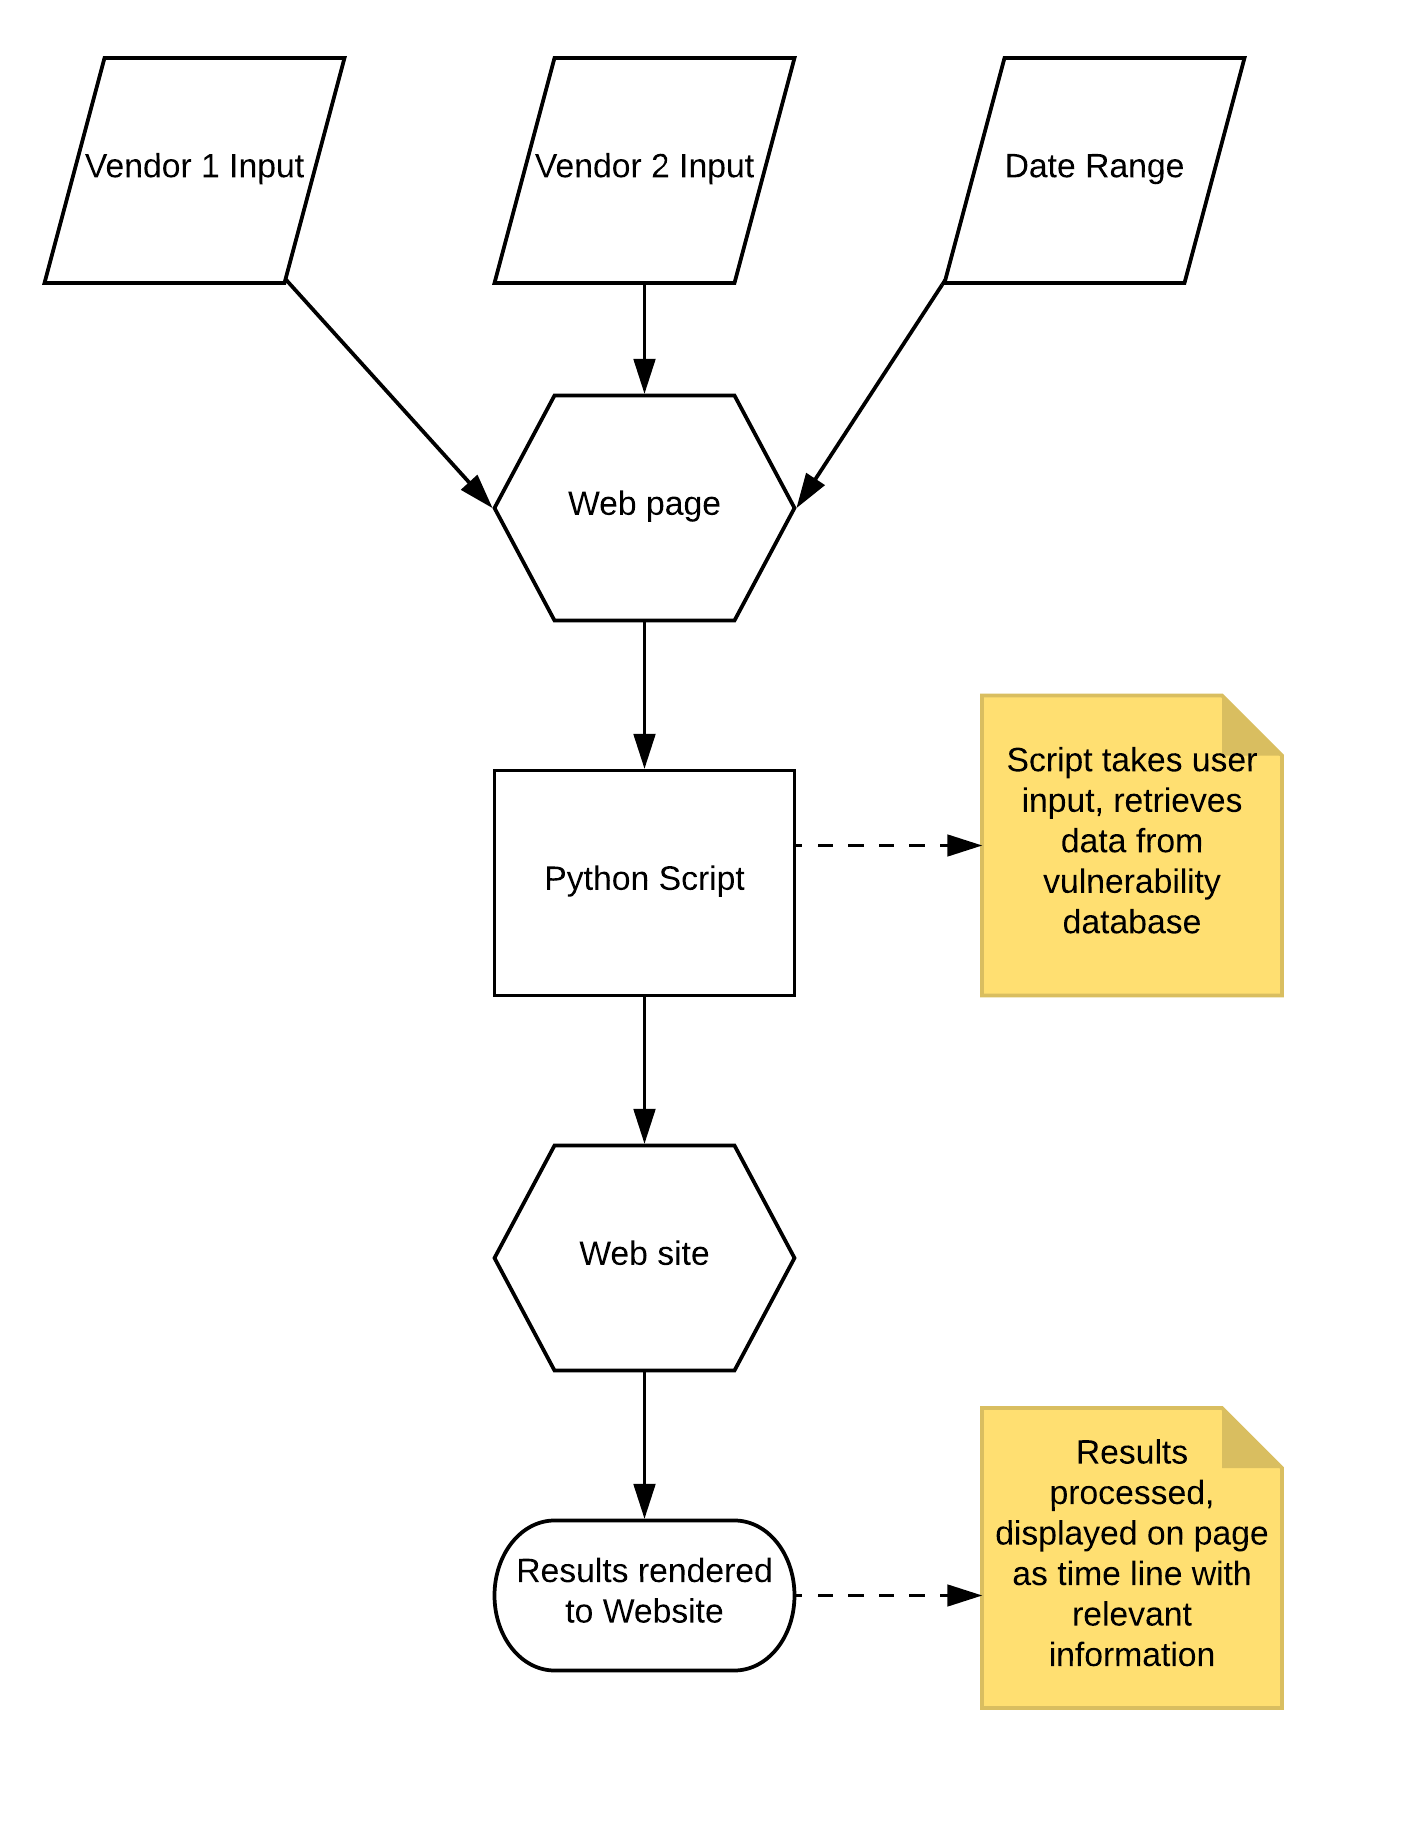 Vendor 1 Input
Vendor 2 Input
Date Range
Web page
Script takes user
input, retrieves
data from
vulnerability
database
Python Script
Web site
Results
processed,
displayed on page
as time line with
relevant
information
Results rendered
to Website